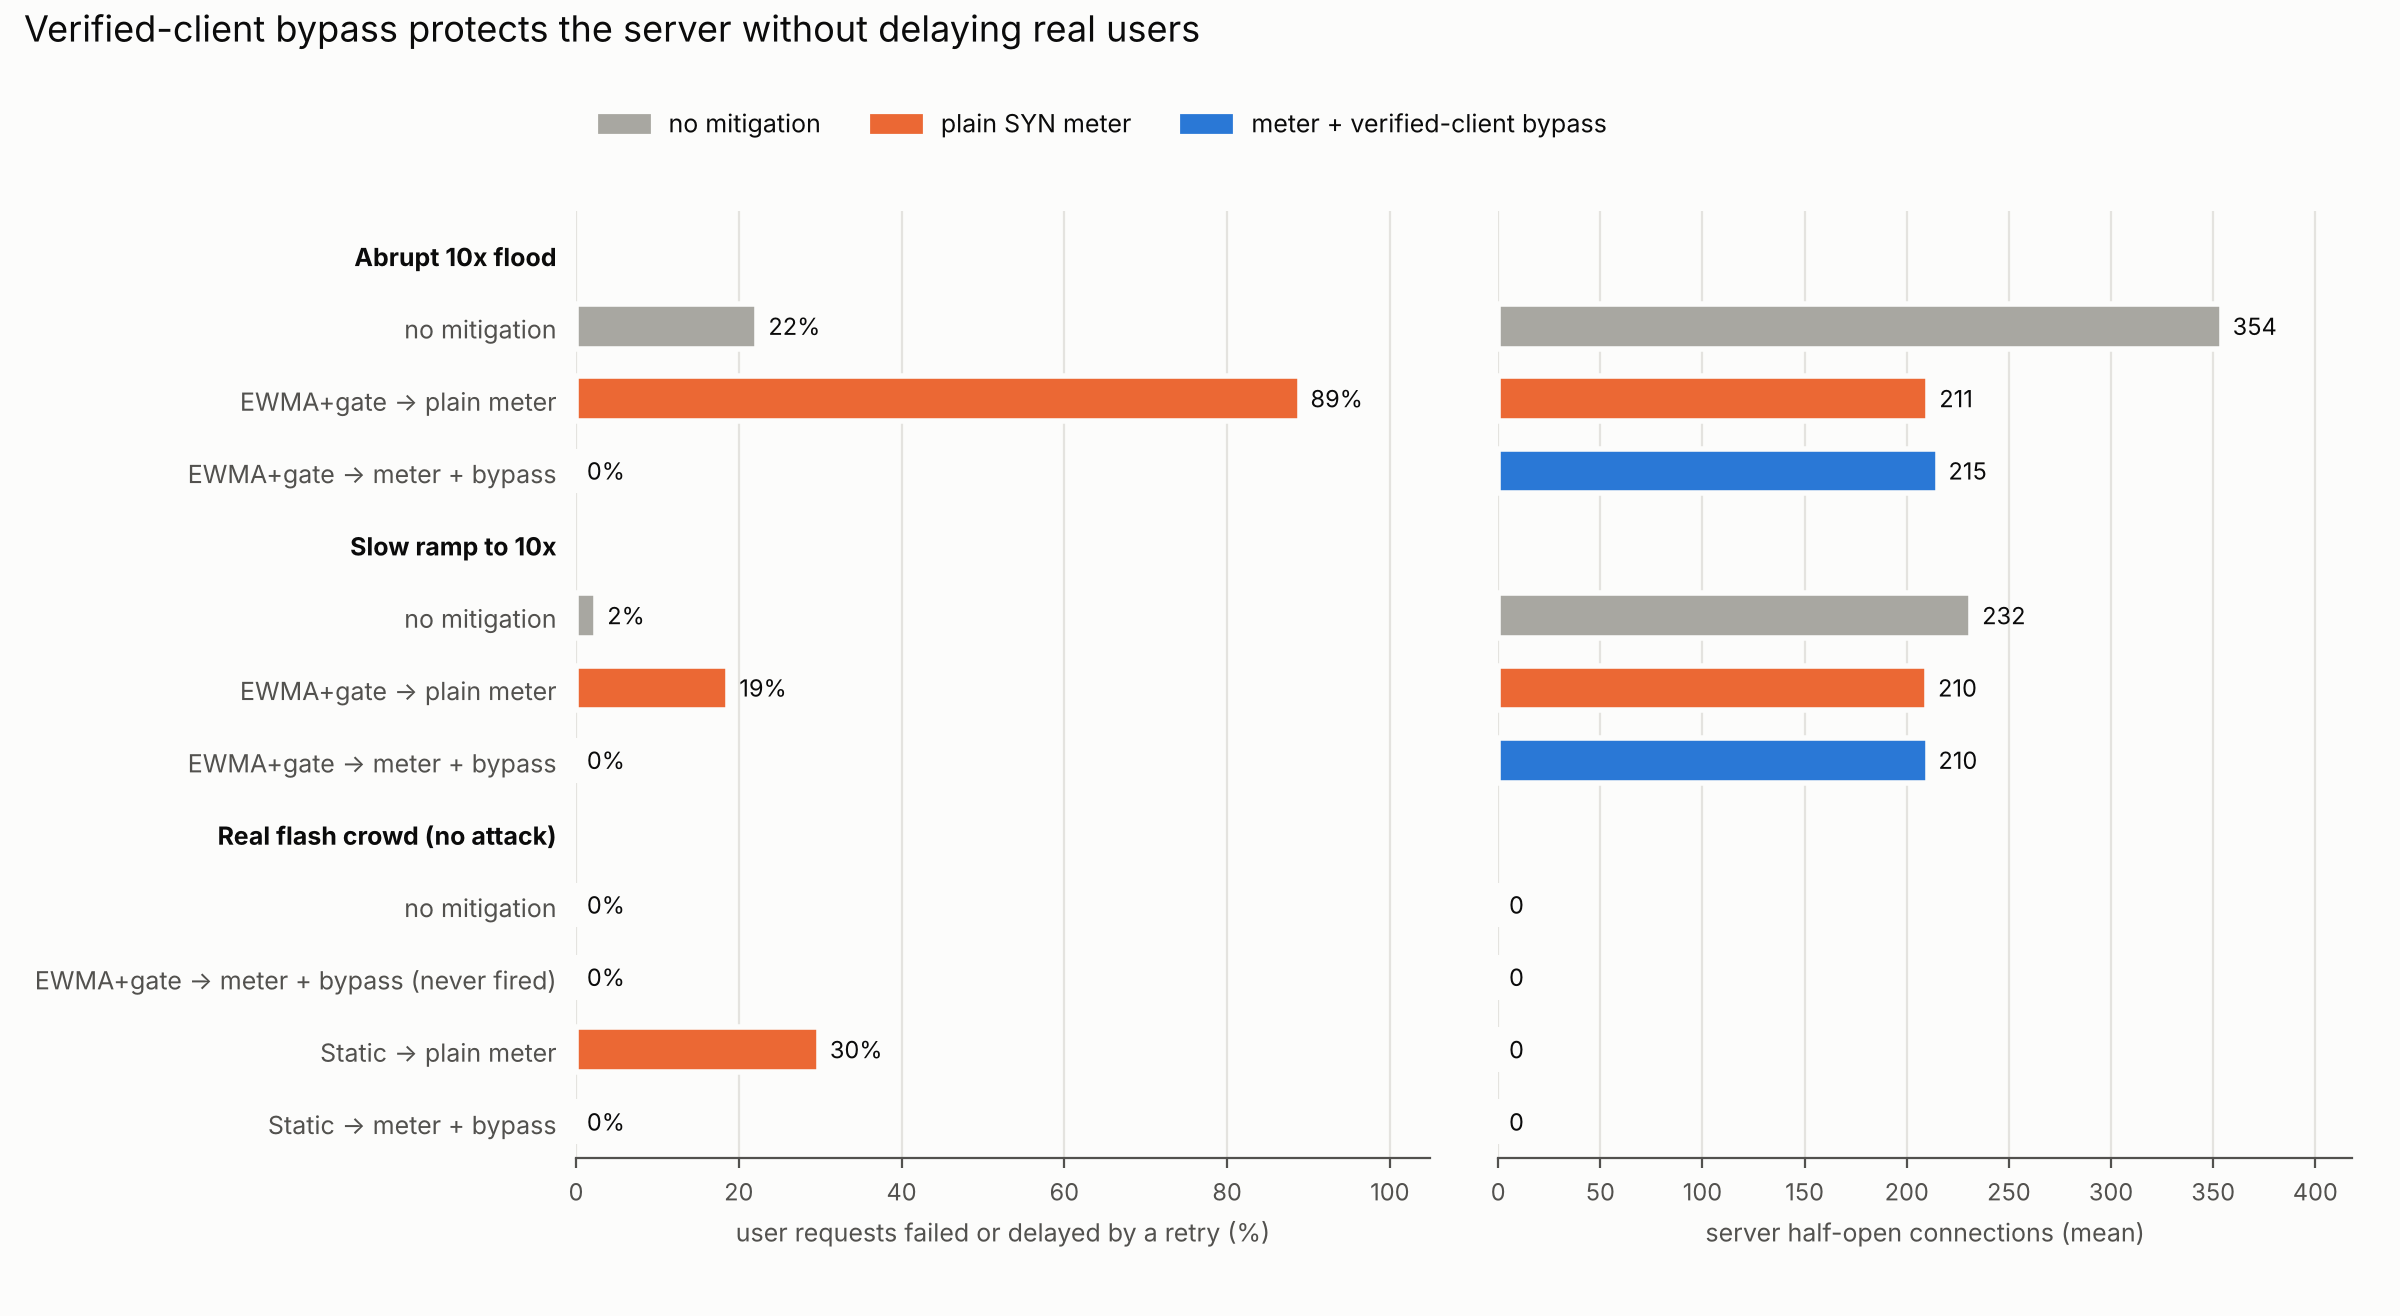 Verified-client bypass protects the server without delaying real users
no mitigation plain SYN meter meter + verified-client bypass
Abrupt 10x flood
no mitigation 22% 354
EWMA+gate → plain meter 89% 211
EWMA+gate → meter + bypass 0% 215
Slow ramp to 10x
no mitigation 2% 232
EWMA+gate → plain meter 19% 210
EWMA+gate → meter + bypass 0% 210
Real flash crowd (no attack)
no mitigation 0% 0
EWMA+gate → meter + bypass (never fired) 0% 0
Static → plain meter 30% 0
Static → meter + bypass 0% 0
0 20 40 60 80 100 0 50 100 150 200 250 300 350 400
user requests failed or delayed by a retry (%) server half-open connections (mean)